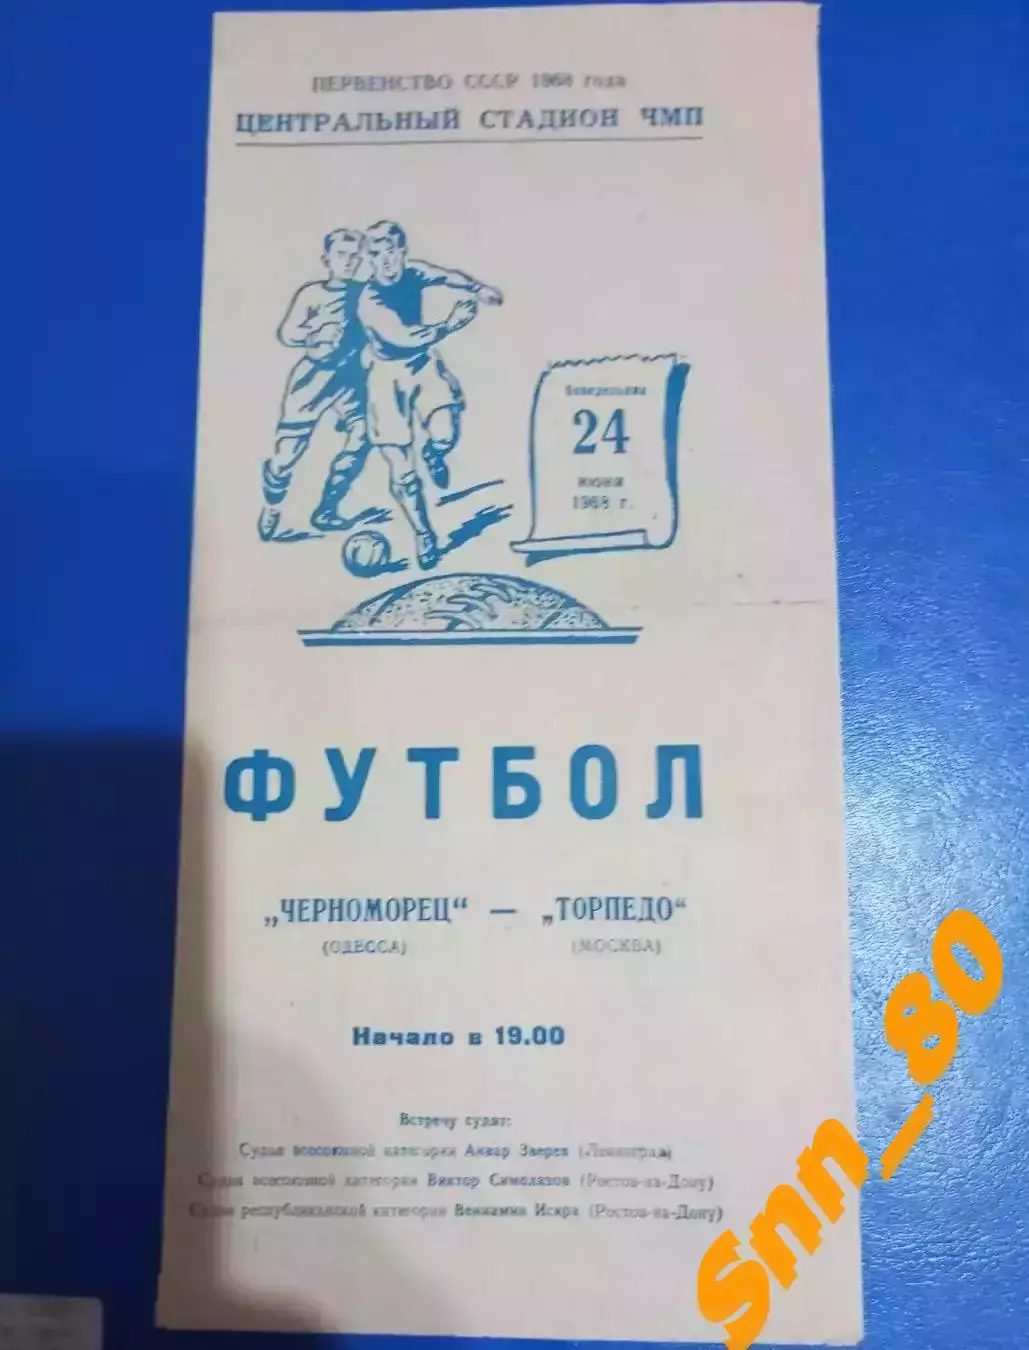 ПЕРВЕНСТВО СССР 1968 года
ЦЕНТРАЛЬНЫЙ СТАДИОН ЧМП
Понедельник
24
июня
1968 г.
ФУТБОЛ
„ЧЕРНОМОРЕЦ“ — „ТОРПЕДО“
(ОДЕССА) (МОСКВА)
Начало в 19.00
Встречу судят:
Судья всесоюзной категории Анвар Зверев (Ленинград)
Судья всесоюзной категории Виктор Симолазов (Ростов-на-Дону)
Судья республиканской категории Вениамин Искра (Ростов-на-Дону)
Snn_80